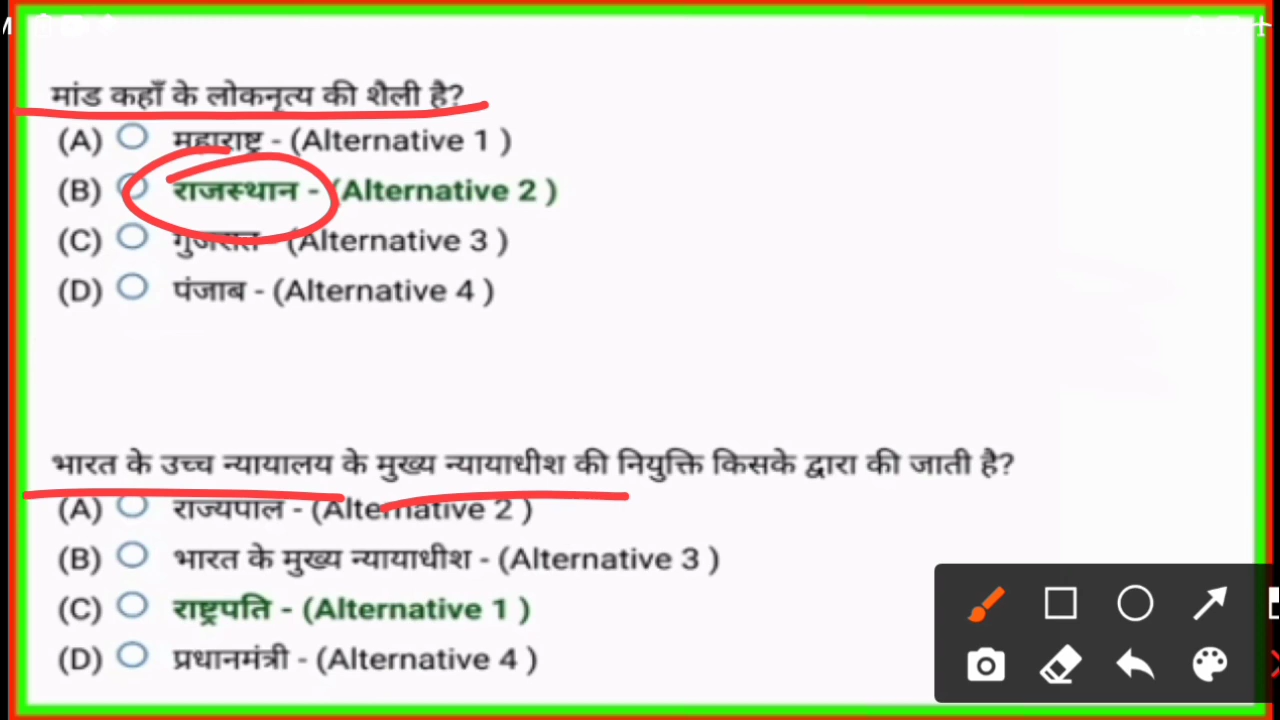 मांड कहाँ के लोकनृत्य की शैली है?
(A) महाराष्ट्र - (Alternative 1 )
(B) राजस्थान - (Alternative 2 )
(C) गुजरात - (Alternative 3 )
(D) पंजाब - (Alternative 4 )
भारत के उच्च न्यायालय के मुख्य न्यायाधीश की नियुक्ति किसके द्वारा की जाती है?
(A) राज्यपाल - (Alternative 2 )
(B) भारत के मुख्य न्यायाधीश - (Alternative 3 )
(C) राष्ट्रपति - (Alternative 1 )
(D) प्रधानमंत्री - (Alternative 4 )